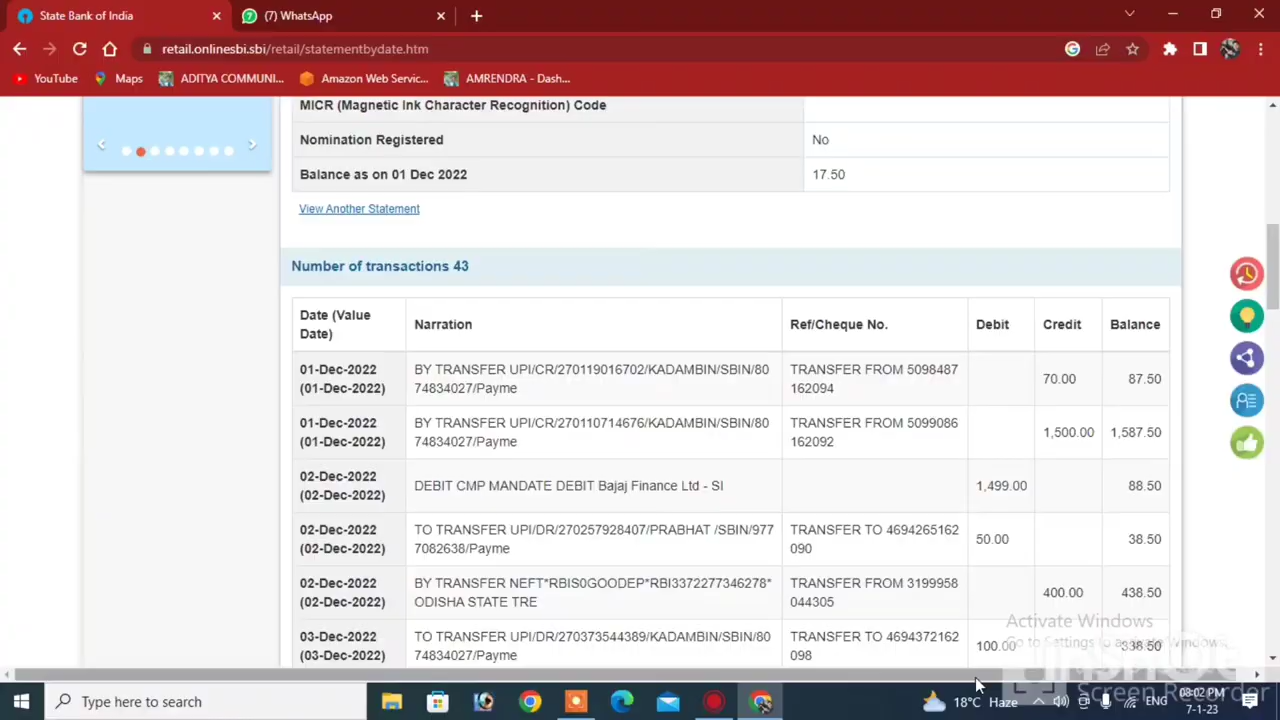 State Bank of India
(7) WhatsApp
retail.onlinesbi.sbi/retail/statementbydate.htm
YouTube
Maps
ADITYA COMMUNI...
Amazon Web Servic...
AMRENDRA - Dash...
MICR (Magnetic Ink Character Recognition) Code
Nomination Registered No
Balance as on 01 Dec 2022 17.50
View Another Statement
Number of transactions 43
Date (Value Narration Ref/Cheque No. Debit Credit Balance
Date)
01-Dec-2022 BY TRANSFER UPI/CR/270119016702/KADAMBIN/SBIN/80 TRANSFER FROM 5098487 70.00 87.50
(01-Dec-2022) 74834027/Payme 162094
01-Dec-2022 BY TRANSFER UPI/CR/270110714676/KADAMBIN/SBIN/80 TRANSFER FROM 5099086 1,500.00 1,587.50
(01-Dec-2022) 74834027/Payme 162092
02-Dec-2022 DEBIT CMP MANDATE DEBIT Bajaj Finance Ltd - SI 1,499.00 88.50
(02-Dec-2022)
02-Dec-2022 TO TRANSFER UPI/DR/270257928407/PRABHAT /SBIN/977 TRANSFER TO 4694265162 50.00 38.50
(02-Dec-2022) 7082638/Payme 090
02-Dec-2022 BY TRANSFER NEFT*RBIS0GOODEP*RBI3372277346278* TRANSFER FROM 3199958 400.00 438.50
(02-Dec-2022) ODISHA STATE TRE 044305
03-Dec-2022 TO TRANSFER UPI/DR/270373544389/KADAMBIN/SBIN/80 TRANSFER TO 4694372162 100.00 338.50
(03-Dec-2022) 74834027/Payme 098
Activate Windows
Go to Settings to activate Windows.
Screen Recorder
Type here to search
18°C Haze
ENG
08:02 PM
7-1-23